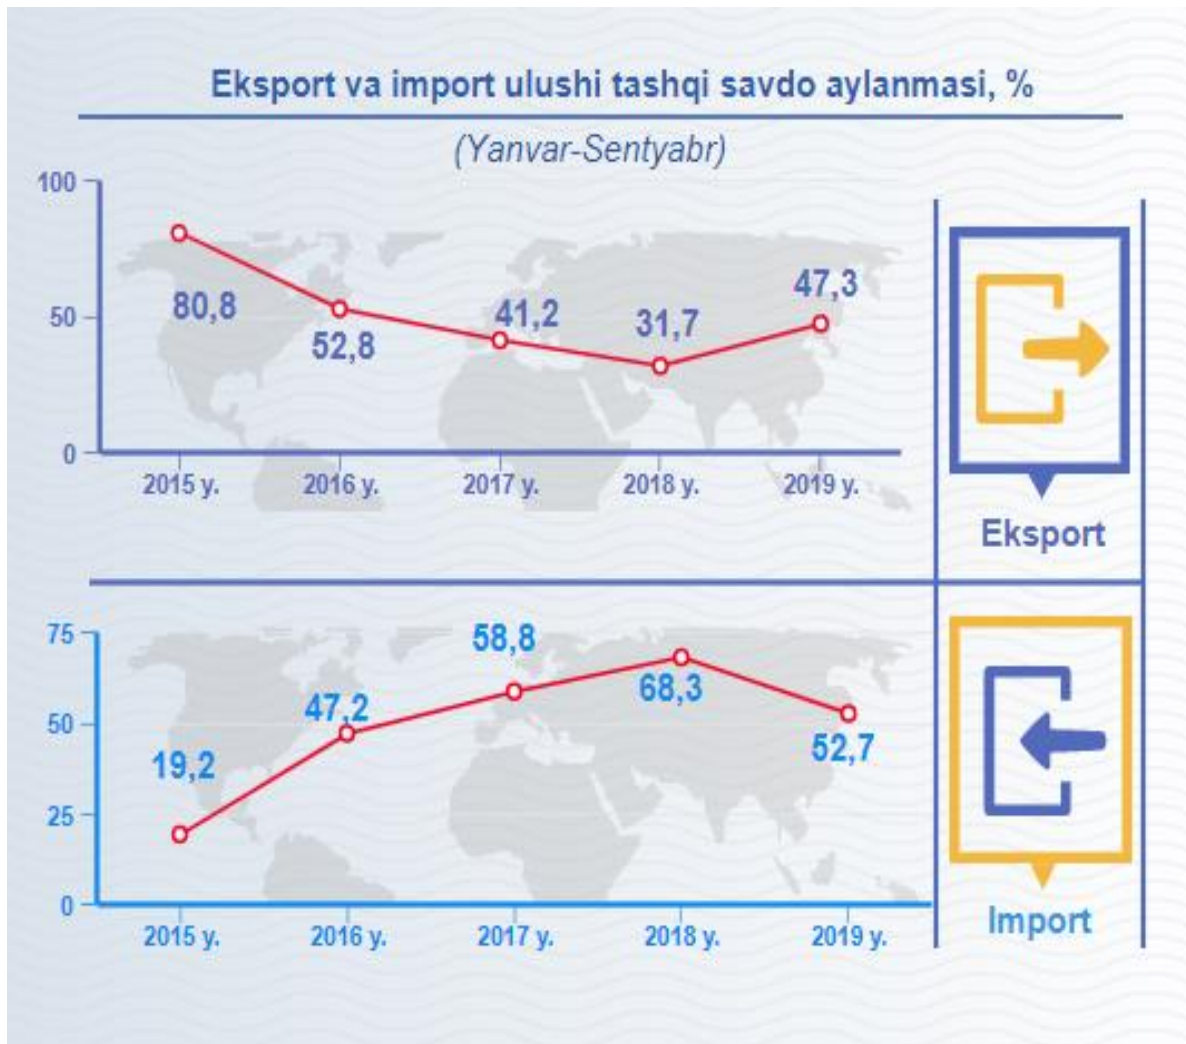 Eksport va import ulushi tashqi savdo aylanmasi, %
(Yanvar-Sentyabr)
100
50
0
80,8
52,8
41,2
31,7
47,3
2015 y.
2016 y.
2017 y.
2018 y.
2019 y.
Eksport
75
50
25
0
19,2
47,2
58,8
68,3
52,7
2015 y.
2016 y.
2017 y.
2018 y.
2019 y.
Import